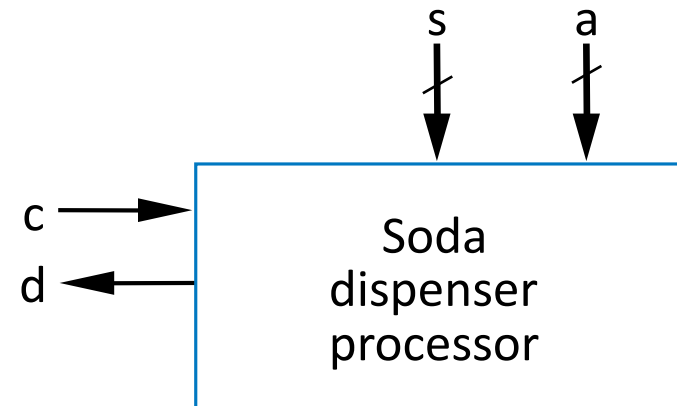 s a
c
d
Soda
dispenser
processor